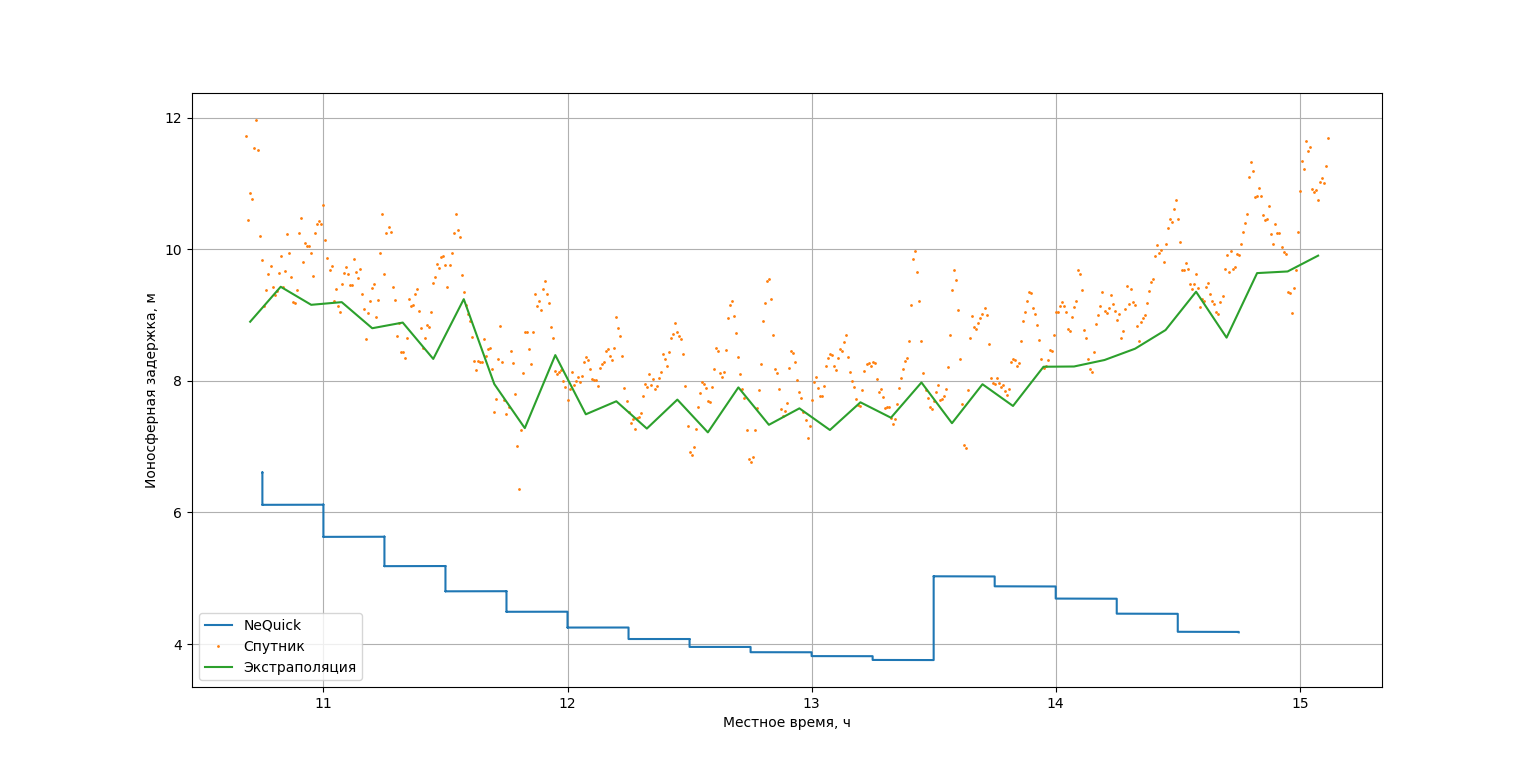 12
10
8
6
4
Ионосферная задержка, м
NeQuick
Спутник
Экстраполяция
11 12 13 14 15
Местное время, ч